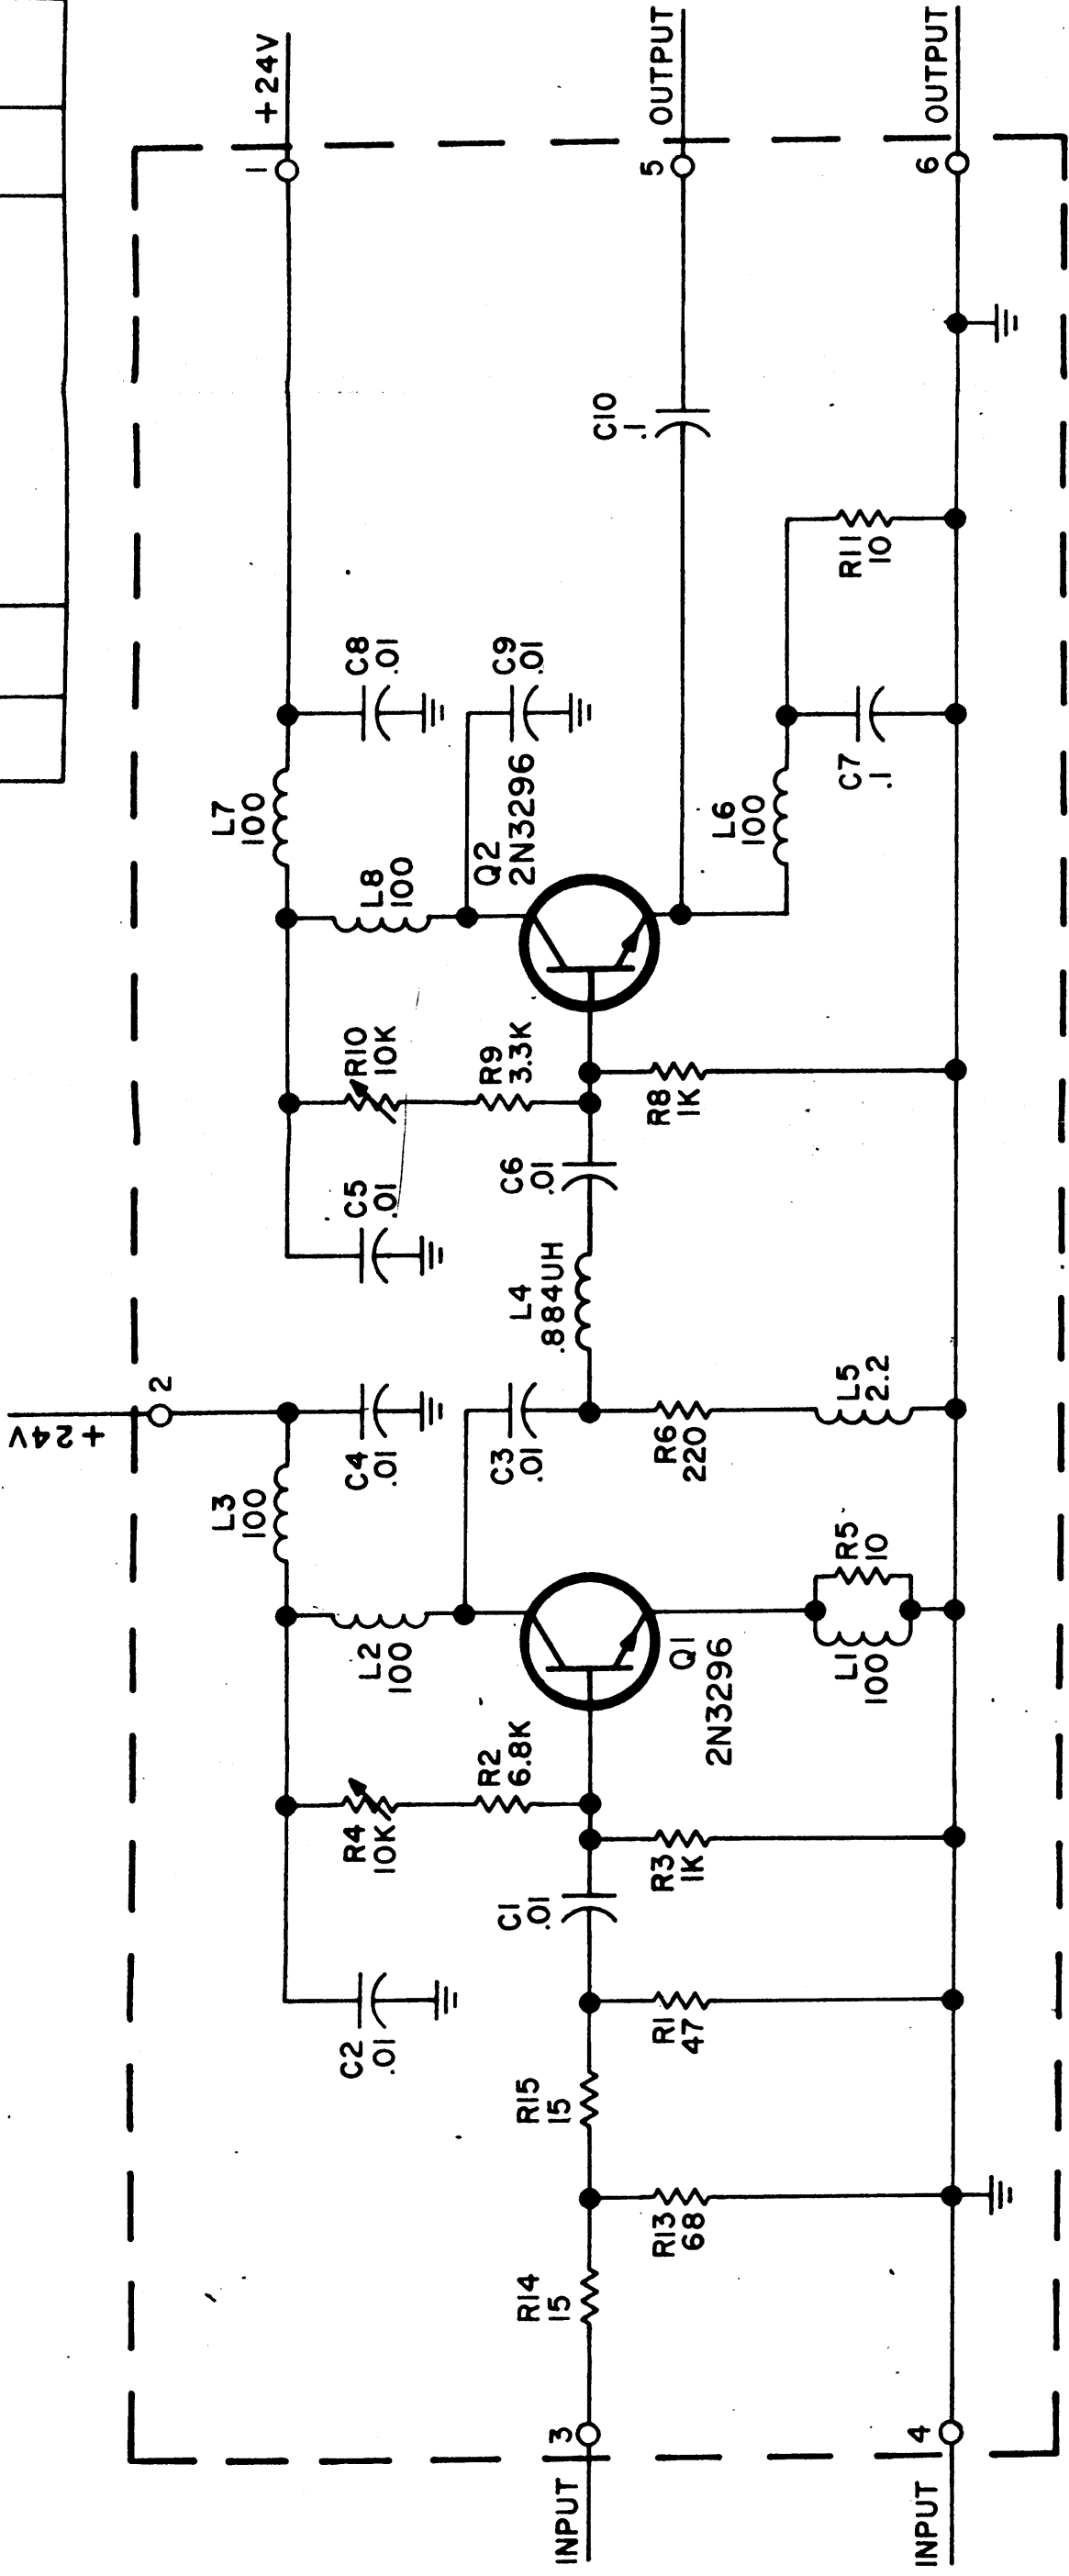 +24V
1
OUTPUT
5
OUTPUT
6
C10
.1
R11
10
C8
.01
C9
.01
L7
100
Q2
2N3296
L8
100
L6
100
C7
.1
R10
10K
R9
3.3K
R8
1K
C5
.01
C6
.01
L4
.884UH
+24V
2
C4
.01
C3
.01
R6
220
L5
2.2
L3
100
L2
100
Q1
2N3296
R5
10
L1
100
R4
10K
R2
6.8K
R3
1K
C1
.01
C2
.01
R1
47
R15
15
R13
68
R14
15
INPUT
3
INPUT
4